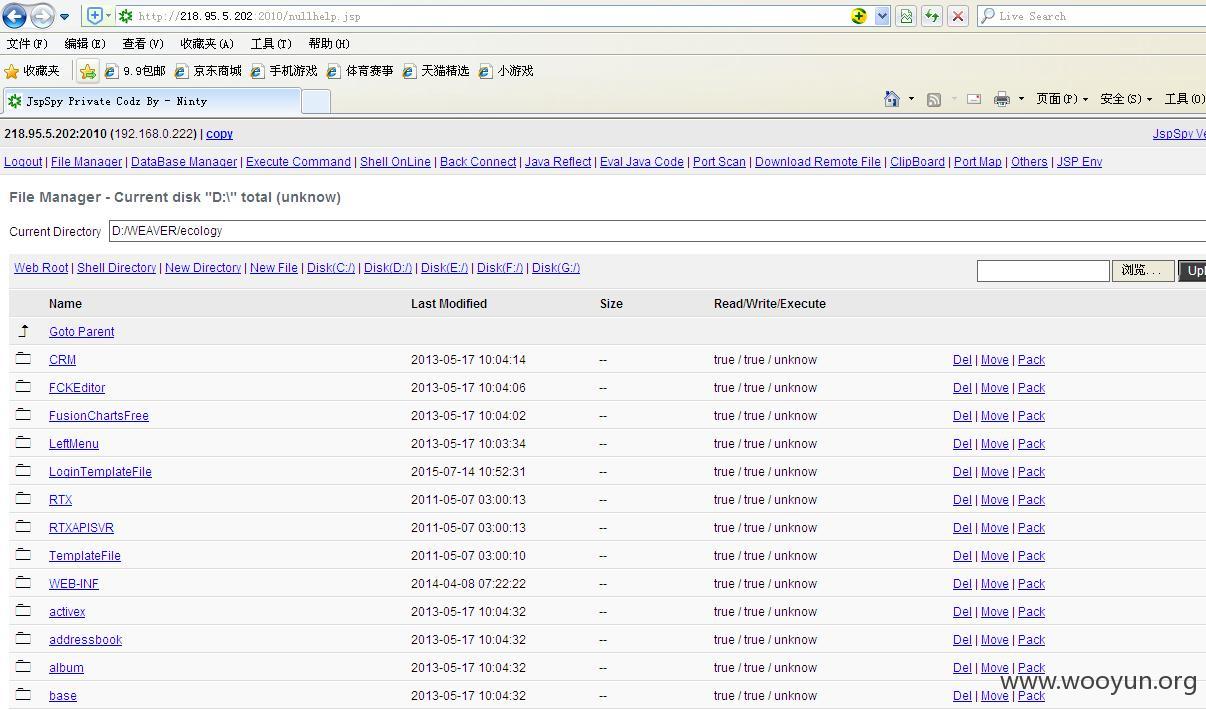 http://218.95.5.202:2010/nullhelp.jsp Live Search
文件(F) 编辑(E) 查看(V) 收藏夹(A) 工具(T) 帮助(H)
收藏夹 9.9包邮 京东商城 手机游戏 体育赛事 天猫精选 小游戏
JspSpy Private Codz By - Ninty 页面(P) 安全(S) 工具(O)
218.95.5.202:2010 (192.168.0.222) | copy JspSpy Ve
Logout | File Manager | DataBase Manager | Execute Command | Shell OnLine | Back Connect | Java Reflect | Eval Java Code | Port Scan | Download Remote File | ClipBoard | Port Map | Others | JSP Env
File Manager - Current disk "D:\" total (unknow)
Current Directory D:/WEAVER/ecology
Web Root | Shell Directory | New Directory | New File | Disk(C:/) | Disk(D:/) | Disk(E:/) | Disk(F:/) | Disk(G:/) 浏览... Upl
Name Last Modified Size Read/Write/Execute
Goto Parent
CRM 2013-05-17 10:04:14 -- true / true / unknow Del | Move | Pack
FCKEditor 2013-05-17 10:04:06 -- true / true / unknow Del | Move | Pack
FusionChartsFree 2013-05-17 10:04:02 -- true / true / unknow Del | Move | Pack
LeftMenu 2013-05-17 10:03:34 -- true / true / unknow Del | Move | Pack
LoginTemplateFile 2015-07-14 10:52:31 -- true / true / unknow Del | Move | Pack
RTX 2011-05-07 03:00:13 -- true / true / unknow Del | Move | Pack
RTXAPISVR 2011-05-07 03:00:13 -- true / true / unknow Del | Move | Pack
TemplateFile 2011-05-07 03:00:10 -- true / true / unknow Del | Move | Pack
WEB-INF 2014-04-08 07:22:22 -- true / true / unknow Del | Move | Pack
activex 2013-05-17 10:04:32 -- true / true / unknow Del | Move | Pack
addressbook 2013-05-17 10:04:32 -- true / true / unknow Del | Move | Pack
album 2013-05-17 10:04:32 -- true / true / unknow Del | Move | Pack
base 2013-05-17 10:04:32 -- true / true / unknow Del | Move | Pack
www.wooyun.org